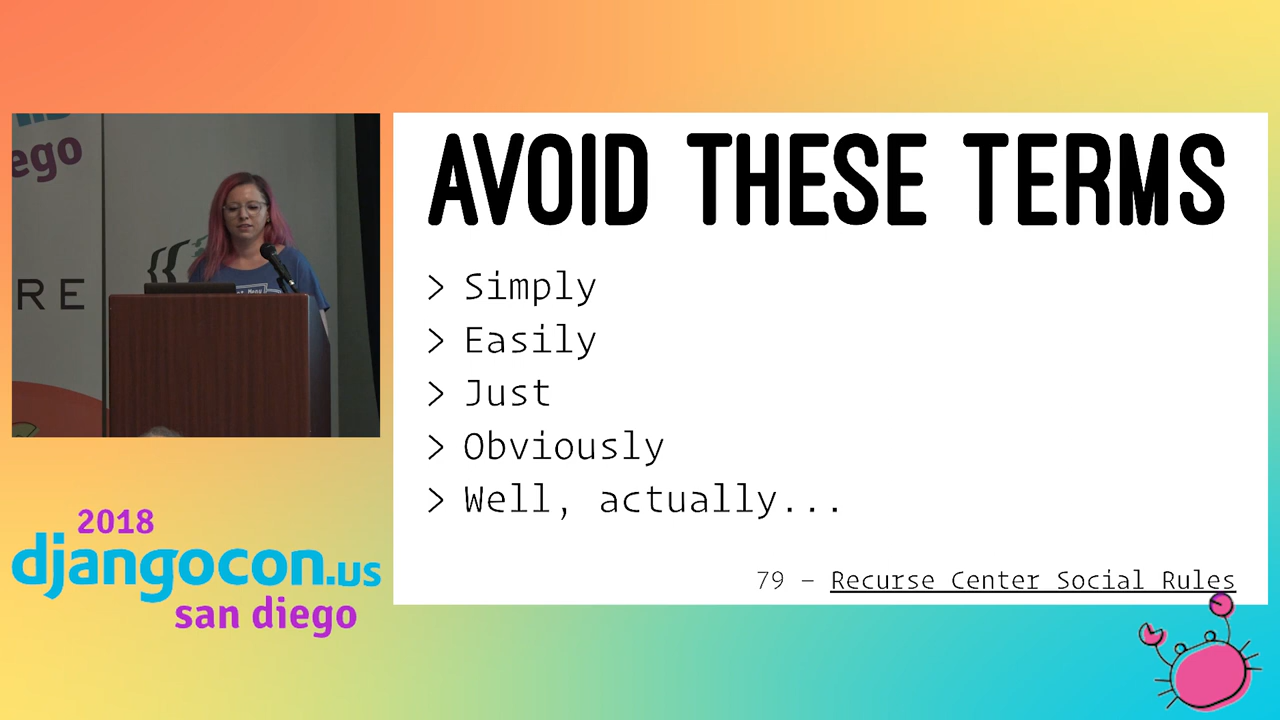 ego
RE
AVOID THESE TERMS
> Simply
> Easily
> Just
> Obviously
> Well, actually...
79 – Recurse Center Social Rules
2018
djangocon.us
san diego